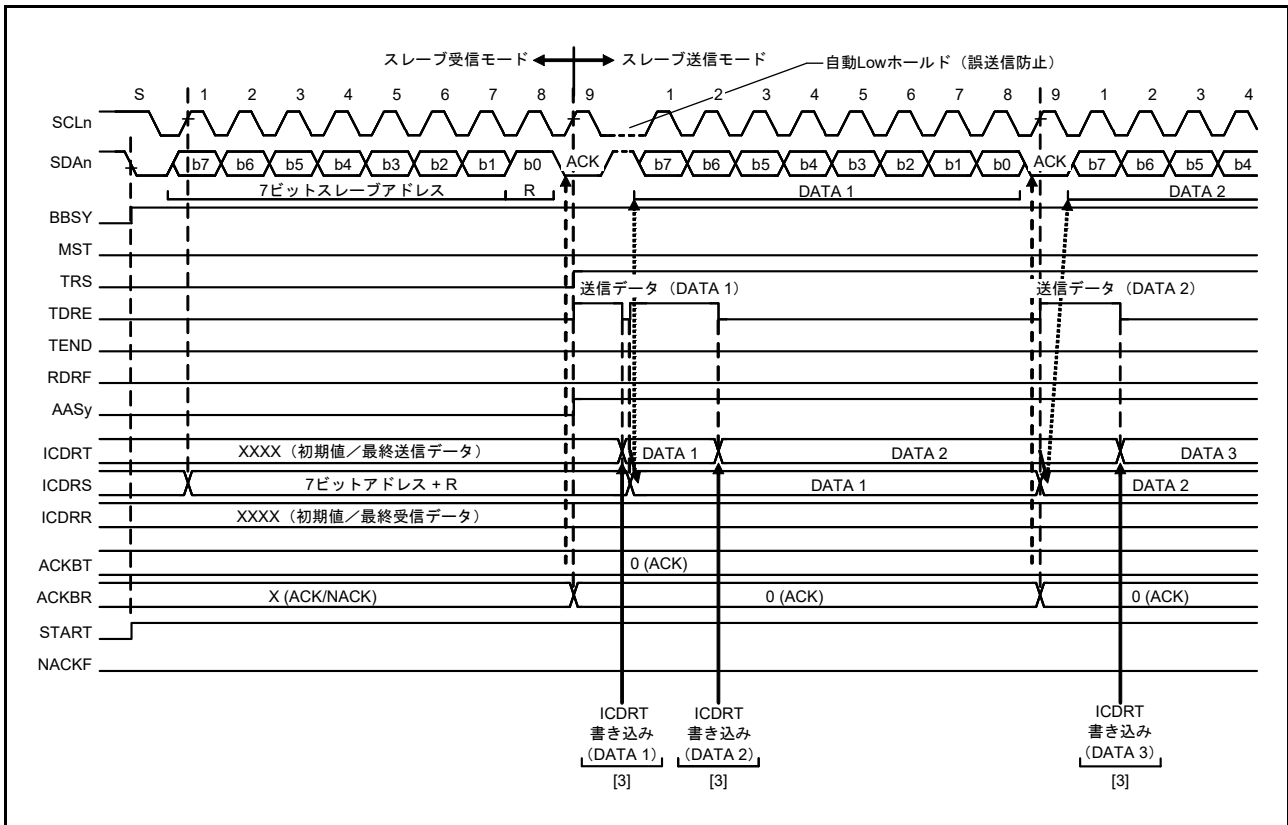 スレーブ受信モード スレーブ送信モード 自動Lowホールド（誤送信防止）
S 1 2 3 4 5 6 7 8 9 1 2 3 4 5 6 7 8 9 1 2 3 4
SCLn
SDAn b7 b6 b5 b4 b3 b2 b1 b0 ACK b7 b6 b5 b4 b3 b2 b1 b0 ACK b7 b6 b5 b4
7ビットスレーブアドレス R DATA 1 DATA 2
BBSY
MST
TRS
送信データ（DATA 1） 送信データ（DATA 2）
TDRE
TEND
RDRF
AASy
ICDRT XXXX（初期値／最終送信データ） DATA 1 DATA 2 DATA 3
ICDRS 7ビットアドレス + R DATA 1 DATA 2
ICDRR XXXX（初期値／最終受信データ）
ACKBT 0 (ACK)
ACKBR X (ACK/NACK) 0 (ACK) 0 (ACK)
START
NACKF
ICDRT ICDRT ICDRT
書き込み 書き込み 書き込み
（DATA 1） （DATA 2） （DATA 3）
[3] [3] [3]